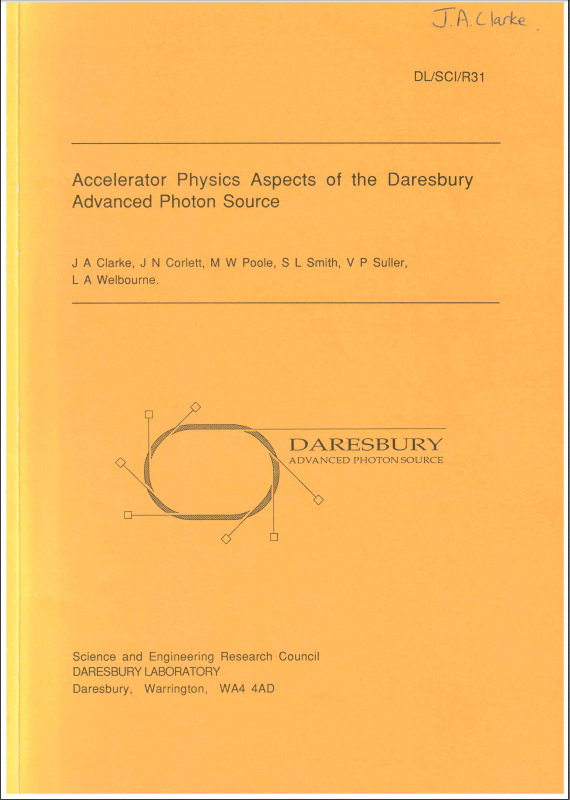 J.A.Clarke.
DL/SCI/R31
Accelerator Physics Aspects of the Daresbury
Advanced Photon Source
J A Clarke, J N Corlett, M W Poole, S L Smith, V P Suller,
L A Welbourne.
DARESBURY
ADVANCED PHOTON SOURCE
Science and Engineering Research Council
DARESBURY LABORATORY
Daresbury, Warrington, WA4 4AD